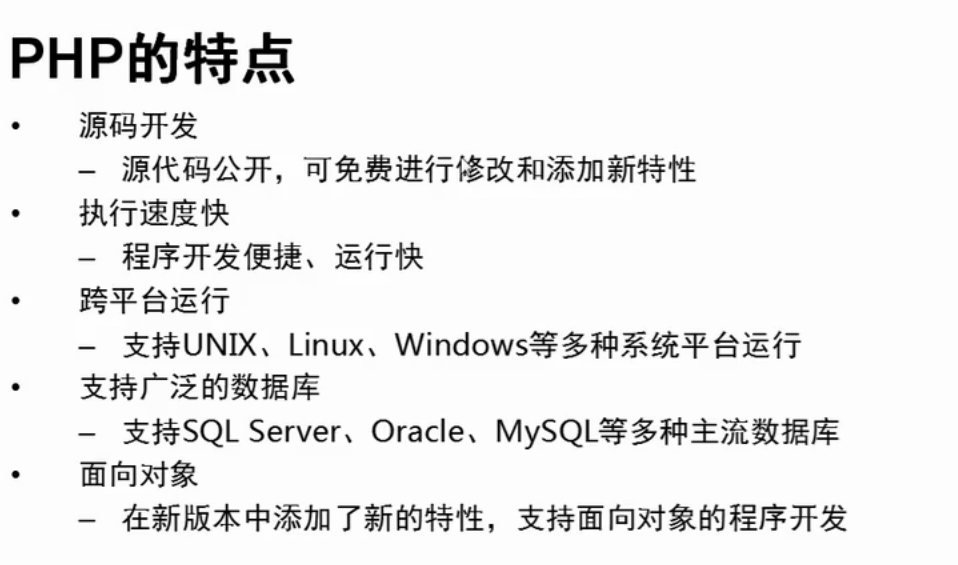 PHP的特点
• 源码开发
– 源代码公开，可免费进行修改和添加新特性
• 执行速度快
– 程序开发便捷、运行快
• 跨平台运行
– 支持UNIX、Linux、Windows等多种系统平台运行
• 支持广泛的数据库
– 支持SQL Server、Oracle、MySQL等多种主流数据库
• 面向对象
– 在新版本中添加了新的特性，支持面向对象的程序开发